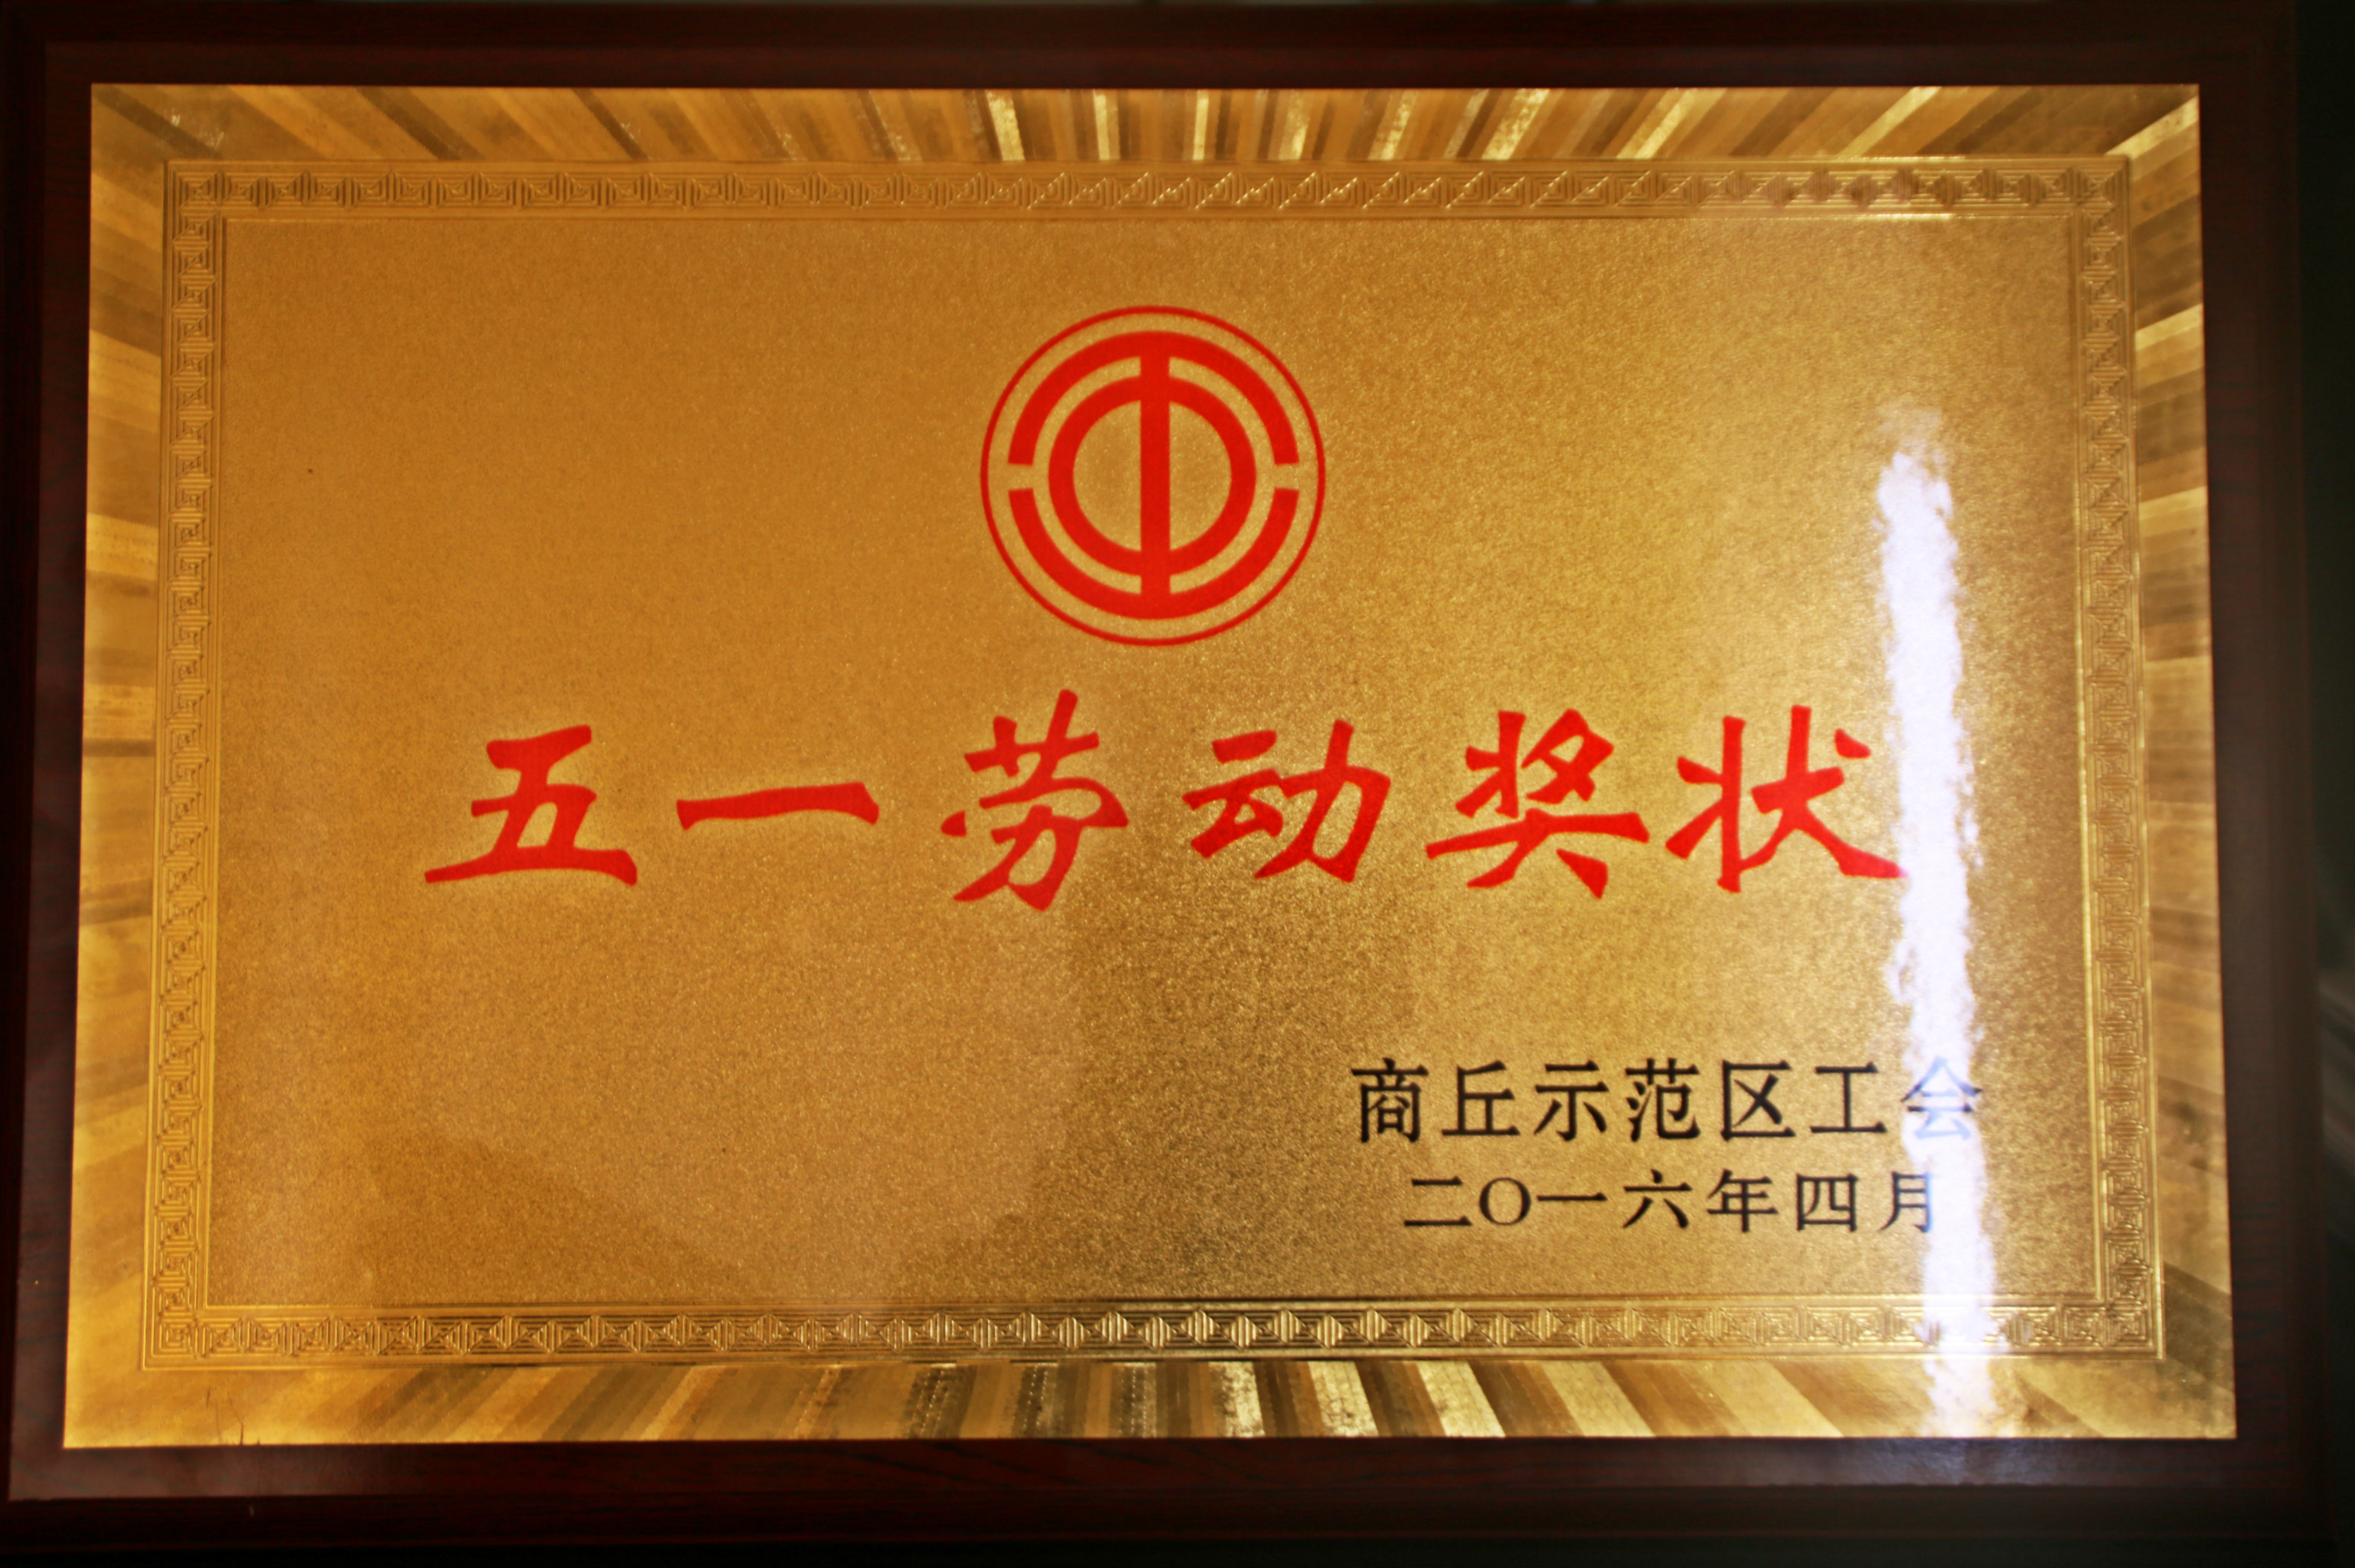 五一劳动奖状
商丘示范区工会
二〇一六年四月